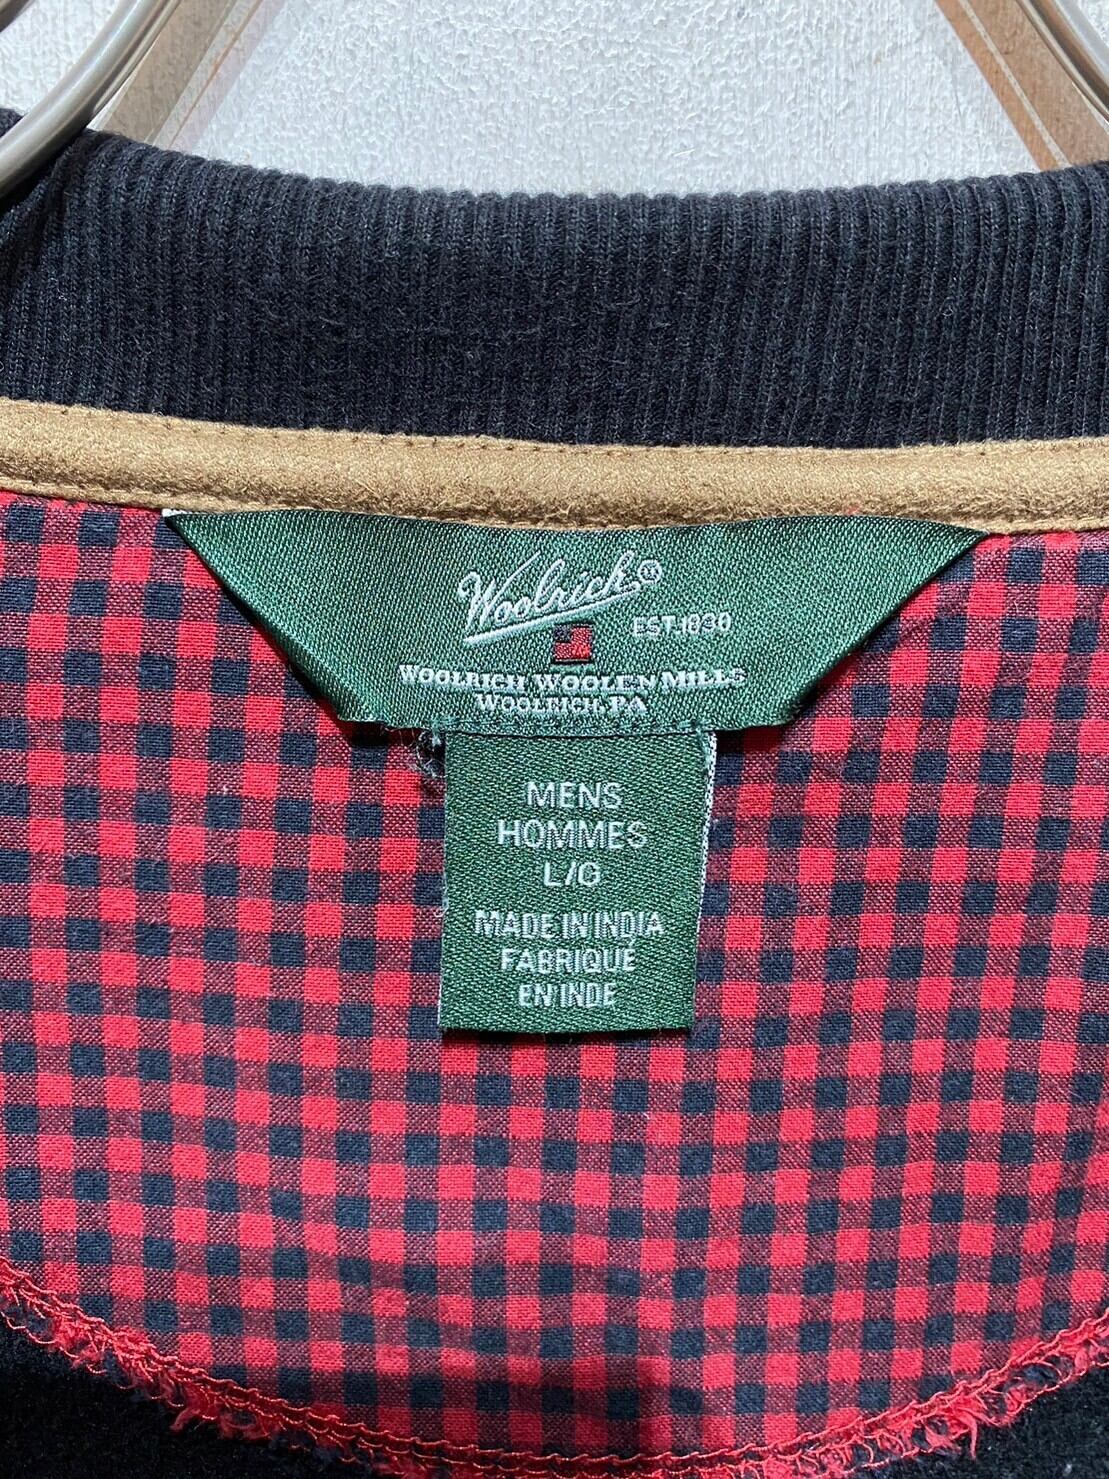 Woolrich®
EST.1830
WOOLRICH WOOLEN MILLS
WOOLRICH, PA
MENS
HOMMES
L/G
MADE IN INDIA
FABRIQUÉ
EN INDE